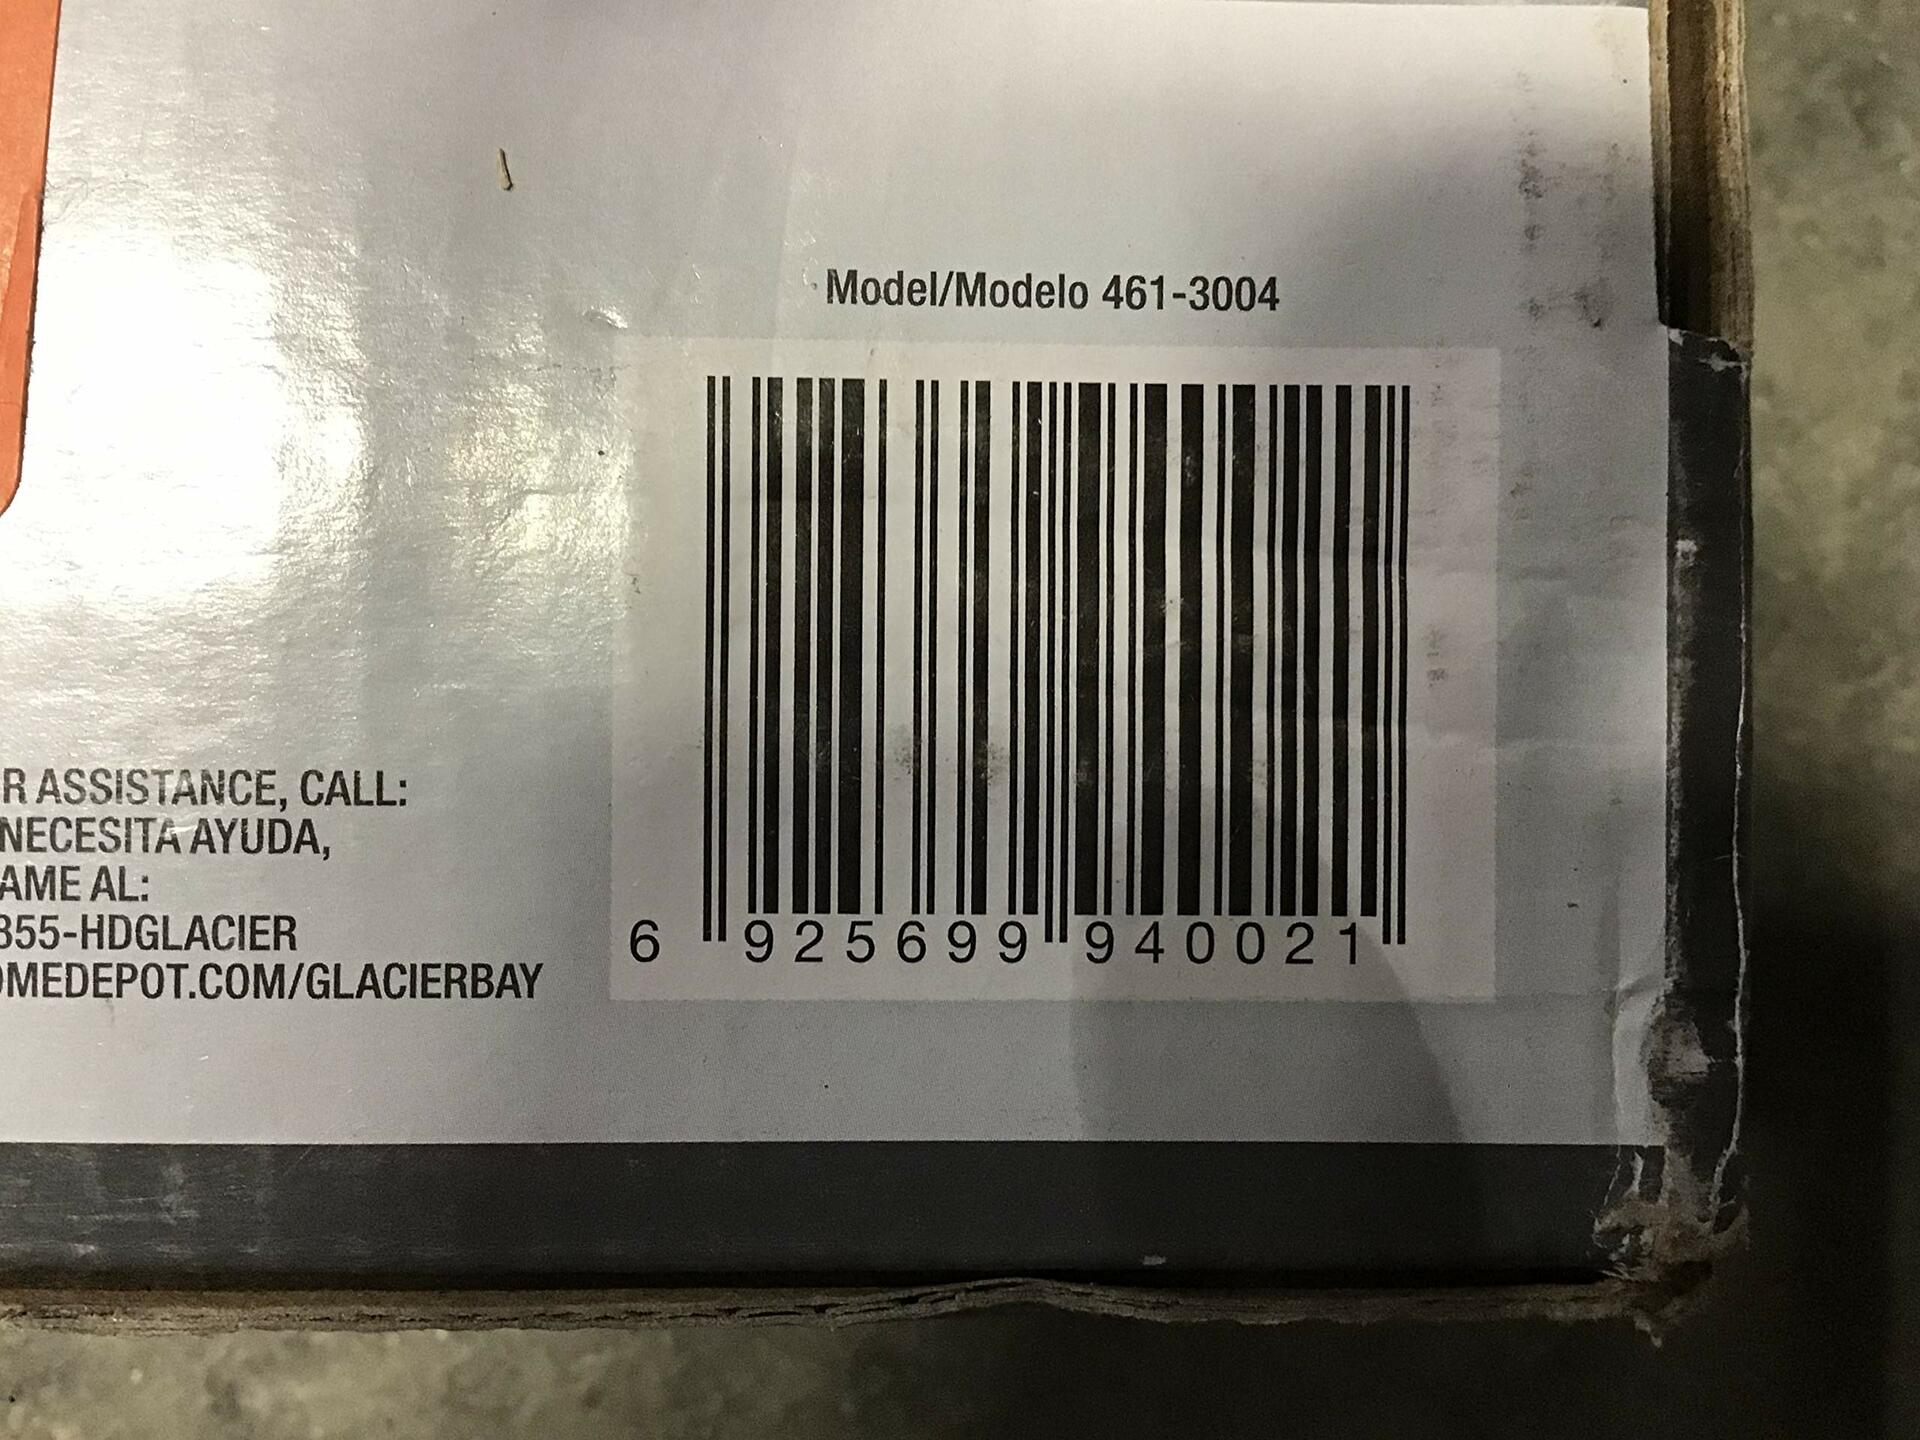 Model/Modelo 461-3004
R ASSISTANCE, CALL:
NECESITA AYUDA,
AME AL:
855-HDGLACIER
OMEDEPOT.COM/GLACIERBAY
6 925699 940021